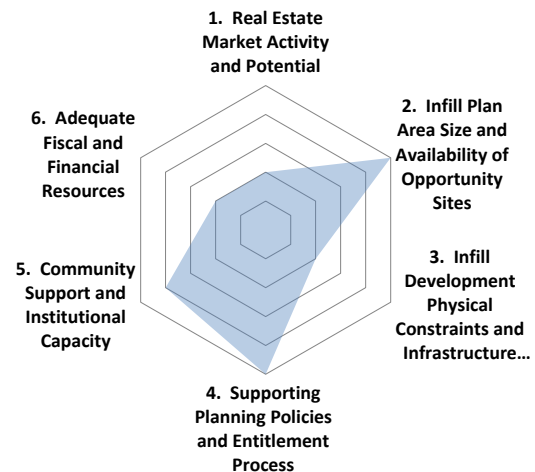 1. Real Estate
Market Activity
and Potential
2. Infill Plan
Area Size and
Availability of
Opportunity
Sites
3. Infill
Development
Physical
Constraints and
Infrastructure…
4. Supporting
Planning Policies
and Entitlement
Process
5. Community
Support and
Institutional
Capacity
6. Adequate
Fiscal and
Financial
Resources